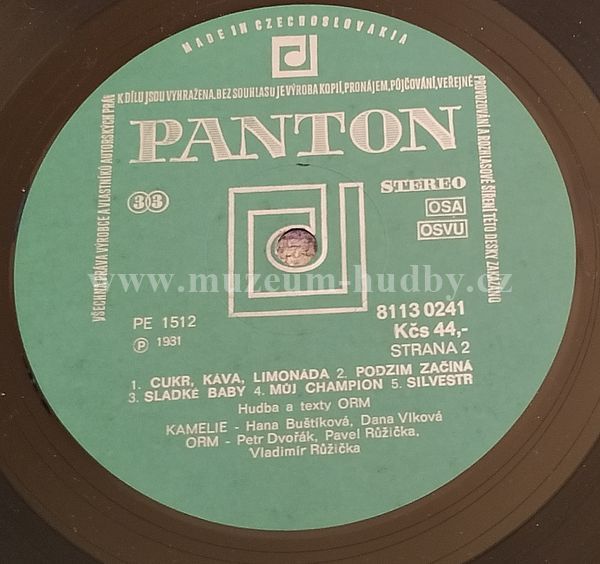 MADE IN CZECHOSLOVAKIA
VŠECHNA PRÁVA VÝROBCE A VLASTNÍKŮ AUTORSKÝCH PRÁV
K DÍLU JSOU VYHRAŽENA. BEZ SOUHLASU JE VÝROBA KOPIÍ, PRONÁJEM, PŮJČOVÁNÍ, VEŘEJNÉ
PROVOZOVÁNÍ A ROZHLASOVÉ ŠÍŘENÍ TÉTO DESKY ZAKÁZÁNO
PANTON
33
STEREO
OSA
OSVU
www.muzeum-hudby.cz
PE 1512
8113 0241
Ⓟ 1981
Kčs 44,-
STRANA 2
1. CUKR, KÁVA, LIMONÁDA 2. PODZIM ZAČÍNÁ
3. SLADKÉ BABY 4. MŮJ CHAMPION 5. SILVESTR
Hudba a texty ORM
KAMELIE - Hana Buštíková, Dana Vlková
ORM - Petr Dvořák, Pavel Růžička,
Vladimír Růžička